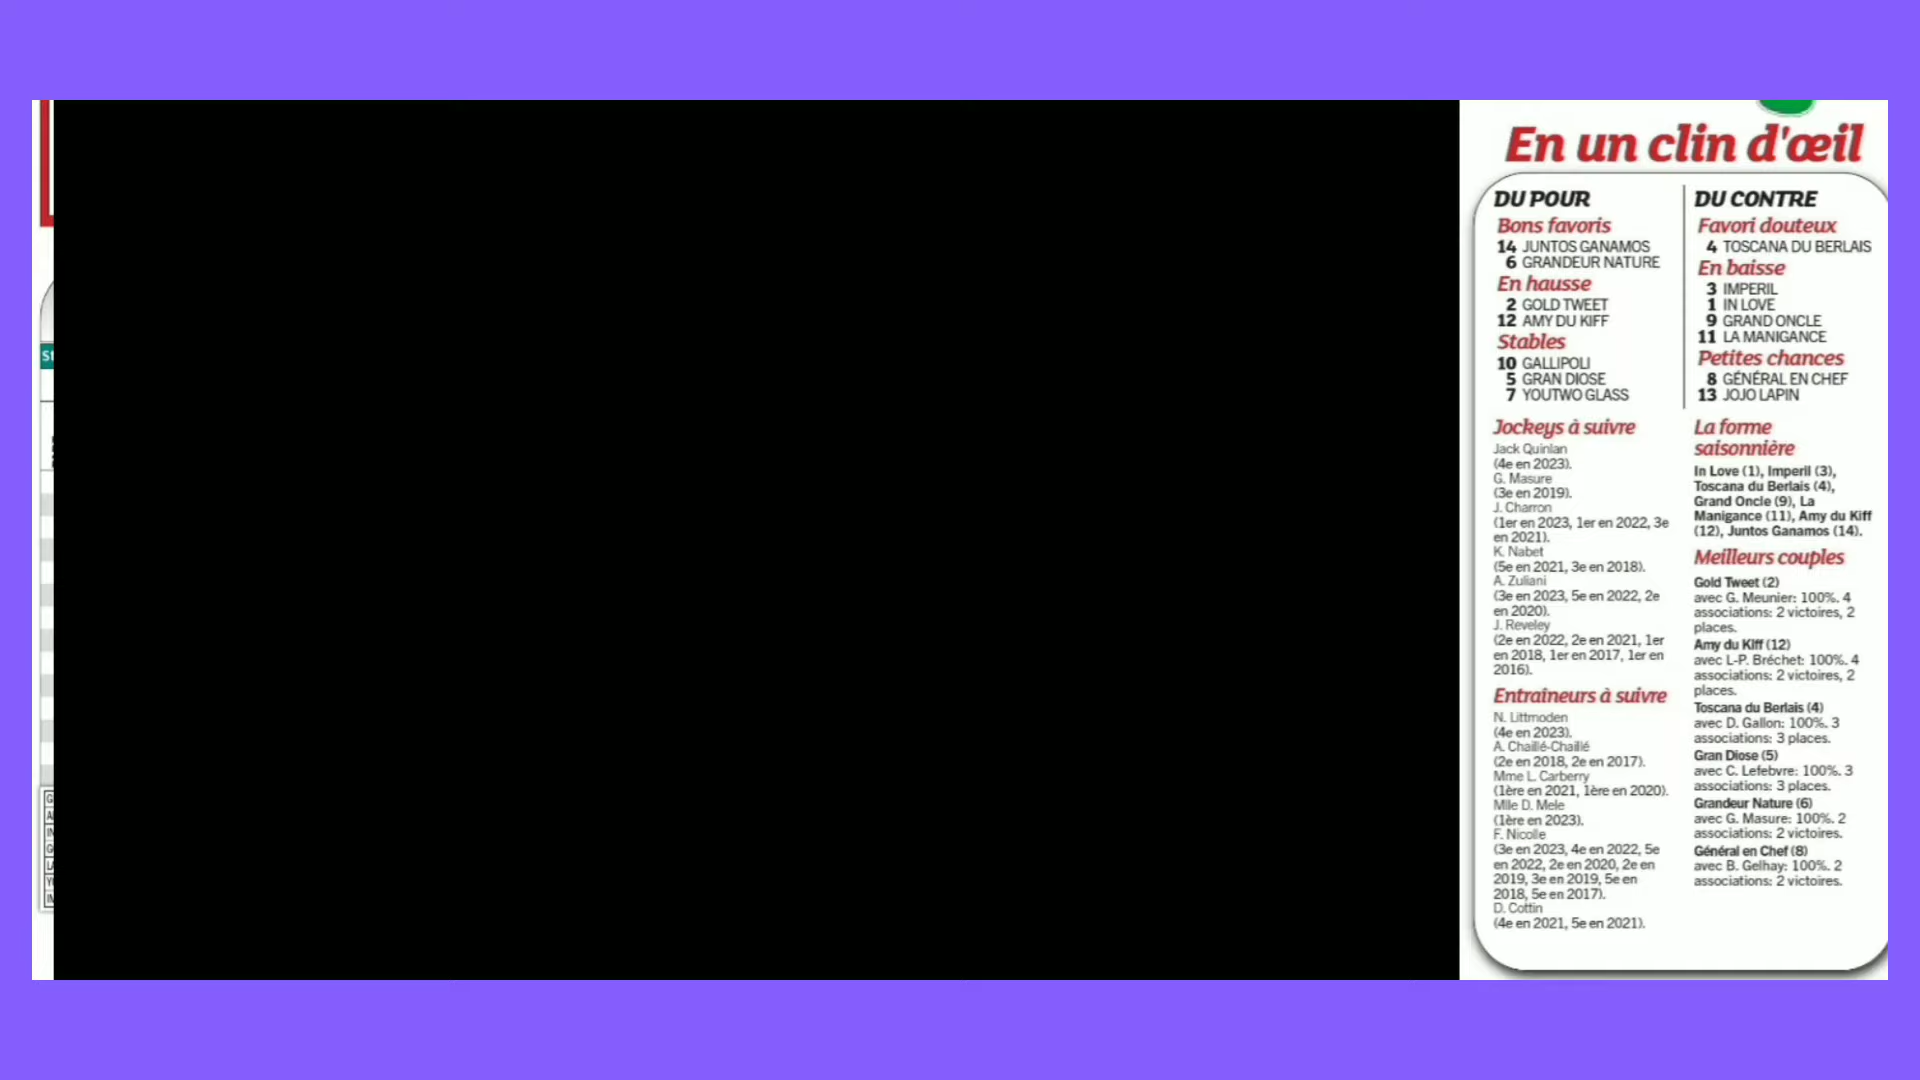 En un clin d'œil
DU POUR
Bons favoris
14 JUNTOS GANAMOS
6 GRANDEUR NATURE
En hausse
2 GOLD TWEET
12 AMY DU KIFF
Stables
10 GALLIPOLI
5 GRAN DIOSE
7 YOUTWO GLASS
DU CONTRE
Favori douteux
4 TOSCANA DU BERLAIS
En baisse
3 IMPERIL
1 IN LOVE
9 GRAND ONCLE
11 LA MANIGANCE
Petites chances
8 GÉNÉRAL EN CHEF
13 JOJO LAPIN
Jockeys à suivre
Jack Quinlan
(4e en 2023).
G. Masure
(3e en 2019).
J. Charron
(1er en 2023, 1er en 2022, 3e
en 2021).
K. Nabet
(5e en 2021, 3e en 2018).
A. Zuliani
(3e en 2023, 5e en 2022, 2e
en 2020).
J. Reveley
(2e en 2022, 2e en 2021, 1er
en 2018, 1er en 2017, 1er en
2016).
Entraîneurs à suivre
N. Littmoden
(4e en 2023).
A. Chaillé-Chaillé
(2e en 2018, 2e en 2017).
Mme L. Carberry
(1ère en 2021, 1ère en 2020).
Mlle D. Mele
(1ère en 2023).
F. Nicolle
(3e en 2023, 4e en 2022, 5e
en 2022, 2e en 2020, 2e en
2019, 3e en 2019, 5e en
2018, 5e en 2017).
D. Cottin
(4e en 2021, 5e en 2021).
La forme
saisonnière
In Love (1), Imperil (3),
Toscana du Berlais (4),
Grand Oncle (9), La
Manigance (11), Amy du Kiff
(12), Juntos Ganamos (14).
Meilleurs couples
Gold Tweet (2)
avec G. Meunier: 100%. 4
associations: 2 victoires, 2
places.
Amy du Kiff (12)
avec L-P. Bréchet: 100%. 4
associations: 2 victoires, 2
places.
Toscana du Berlais (4)
avec D. Gallon: 100%. 3
associations: 3 places.
Gran Diose (5)
avec C. Lefebvre: 100%. 3
associations: 3 places.
Grandeur Nature (6)
avec G. Masure: 100%. 2
associations: 2 victoires.
Général en Chef (8)
avec B. Gelhay: 100%. 2
associations: 2 victoires.